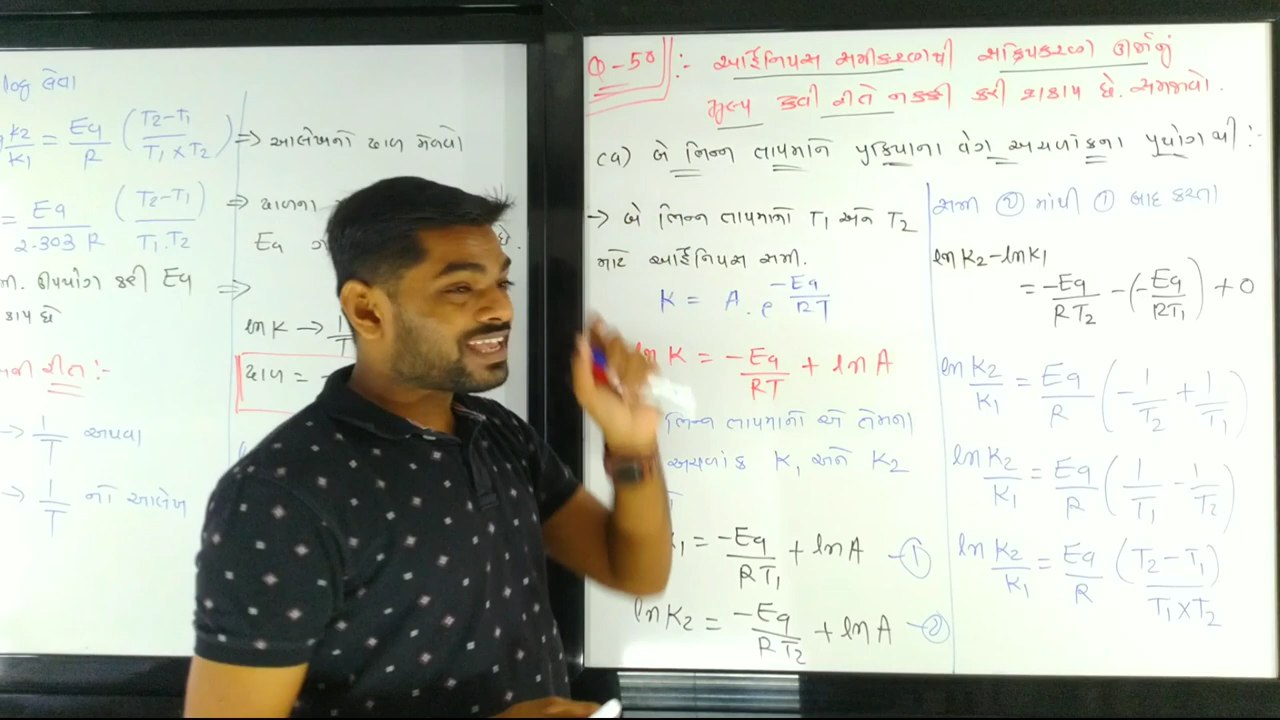 log લેવા
K2/K1 = Ea/R (T2-T1 / T1×T2)
= Ea/2.303 R (T2-T1 / T1.T2)
ઉપયોગ કરી Ea
રીત :-
→ 1/T અથવા
→ 1/T નો આલેખ
⇒ આલેખનો ઢાળ મેળવો
⇒ ઢાળના
Ea
⇒
ln K → 1/T
ઢાળ = -
Q-50 :- આર્હેનિયસ સમીકરણથી સક્રિયકરણ ઊર્જાનું
મૂલ્ય કેવી રીતે નક્કી કરી શકાય છે. સમજાવો.
(a) બે ભિન્ન તાપમાને પ્રક્રિયાના વેગ અચળાંકના પ્રયોગથી :-
→ બે ભિન્ન તાપમાનો T1 અને T2
માટે આર્હેનિયસ સમી.
K = A . e -Ea/RT
ln K = -Ea/RT + ln A
ભિન્ન તાપમાનો એ તેમના
અચળાંક K1 અને K2
K1 = -Ea/RT1 + ln A -①
ln K2 = -Ea/RT2 + ln A -②
સમી ② માંથી ① બાદ કરતા
ln K2 - ln K1
= -Ea/RT2 - (-Ea/RT1) + 0
ln K2/K1 = Ea/R (-1/T2 + 1/T1)
ln K2/K1 = Ea/R (1/T1 - 1/T2)
ln K2/K1 = Ea/R (T2-T1 / T1×T2)